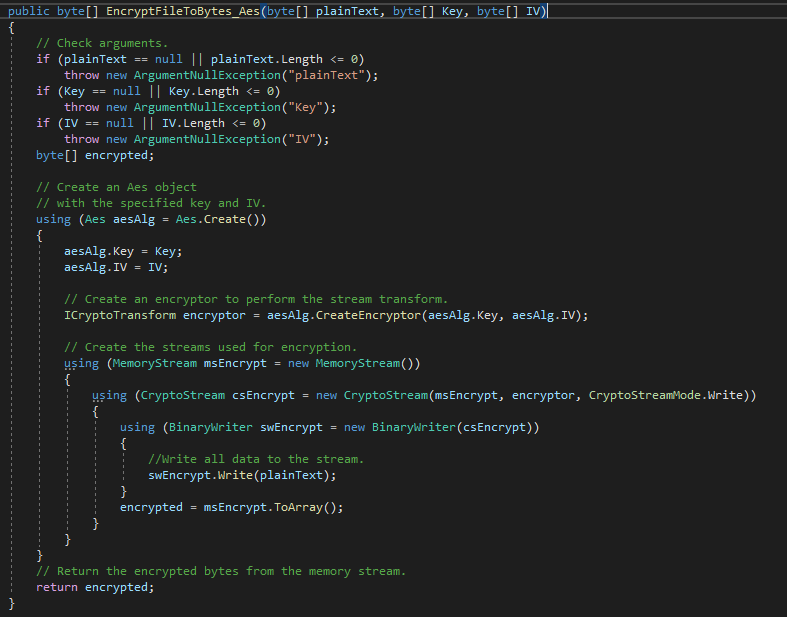 public byte[] EncryptFileToBytes_Aes(byte[] plainText, byte[] Key, byte[] IV)
{
    // Check arguments.
    if (plainText == null || plainText.Length <= 0)
        throw new ArgumentNullException("plainText");
    if (Key == null || Key.Length <= 0)
        throw new ArgumentNullException("Key");
    if (IV == null || IV.Length <= 0)
        throw new ArgumentNullException("IV");
    byte[] encrypted;

    // Create an Aes object
    // with the specified key and IV.
    using (Aes aesAlg = Aes.Create())
    {
        aesAlg.Key = Key;
        aesAlg.IV = IV;

        // Create an encryptor to perform the stream transform.
        ICryptoTransform encryptor = aesAlg.CreateEncryptor(aesAlg.Key, aesAlg.IV);

        // Create the streams used for encryption.
        using (MemoryStream msEncrypt = new MemoryStream())
        {
            using (CryptoStream csEncrypt = new CryptoStream(msEncrypt, encryptor, CryptoStreamMode.Write))
            {
                using (BinaryWriter swEncrypt = new BinaryWriter(csEncrypt))
                {
                    //Write all data to the stream.
                    swEncrypt.Write(plainText);
                }
                encrypted = msEncrypt.ToArray();
            }
        }
    }
    // Return the encrypted bytes from the memory stream.
    return encrypted;
}